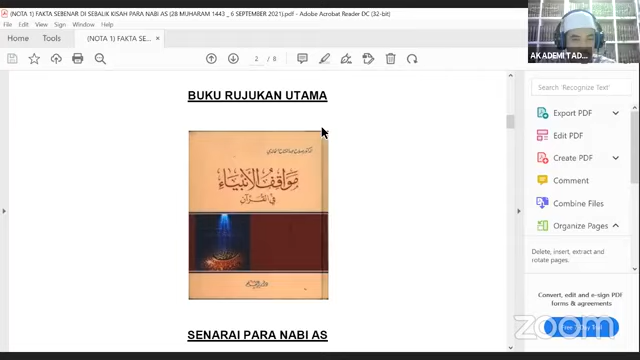 (NOTA 1) FAKTA SEBENAR DI SEBALIK KISAH PARA NABI AS (28 MUHARAM 1443 _ 6 SEPTEMBER 2021).pdf - Adobe Acrobat Reader DC (32-bit)
File Edit View Sign Window Help
Home Tools (NOTA 1) FAKTA SE... ×
2 / 8
BUKU RUJUKAN UTAMA
مواقف الأنبياء
في القرآن
SENARAI PARA NABI AS
AKADEMI TAD...
Search 'Recognize Text'
Export PDF
Edit PDF
Create PDF
Comment
Combine Files
Organize Pages
Delete, insert, extract and
rotate pages.
Convert, edit and e-sign PDF
forms & agreements
Free 7-Day Trial
zoom